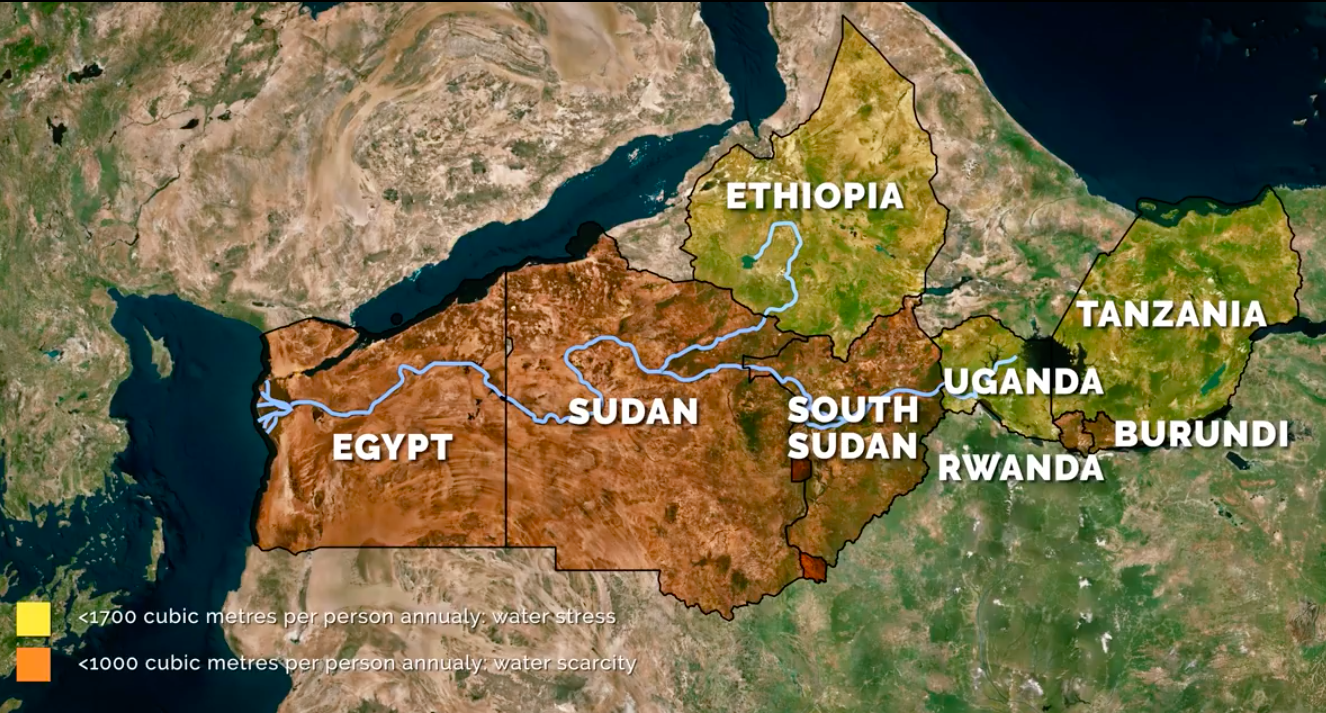 ETHIOPIA
TANZANIA
UGANDA
SUDAN
SOUTH
SUDAN
EGYPT
BURUNDI
RWANDA
<1700 cubic metres per person annualy: water stress
<1000 cubic metres per person annualy: water scarcity